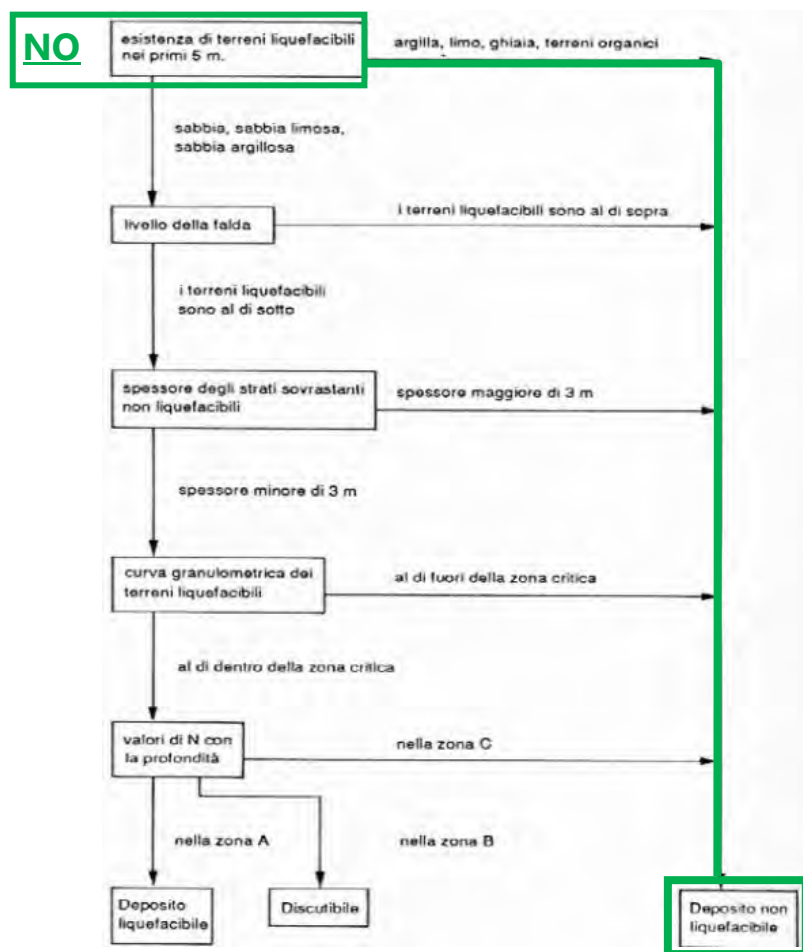 NO
esistenza di terreni liquefacibili
nei primi 5 m.
argilla, limo, ghiaia, terreni organici
sabbia, sabbia limosa,
sabbia argillosa
livello della falda
i terreni liquefacibili sono al di sopra
i terreni liquefacibili
sono al di sotto
spessore degli strati sovrastanti
non liquefacibili
spessore maggiore di 3 m
spessore minore di 3 m
curva granulometrica dei
terreni liquefacibili
al di fuori della zona critica
al di dentro della zona critica
valori di N con
la profondità
nella zona C
nella zona A
nella zona B
Deposito
liquefacibile
Discutibile
Deposito non
liquefacibile